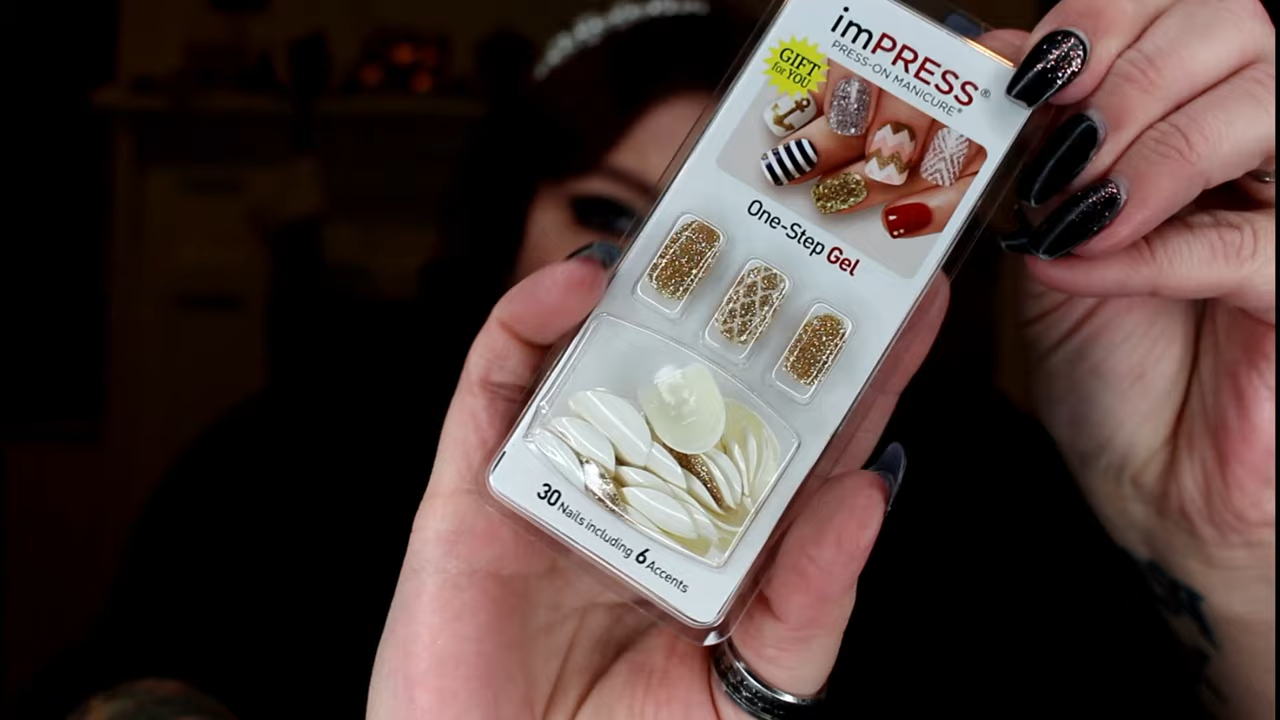 imPRESS®
PRESS-ON MANICURE®
GIFT
for YOU
One-Step Gel
30 Nails including 6 Accents